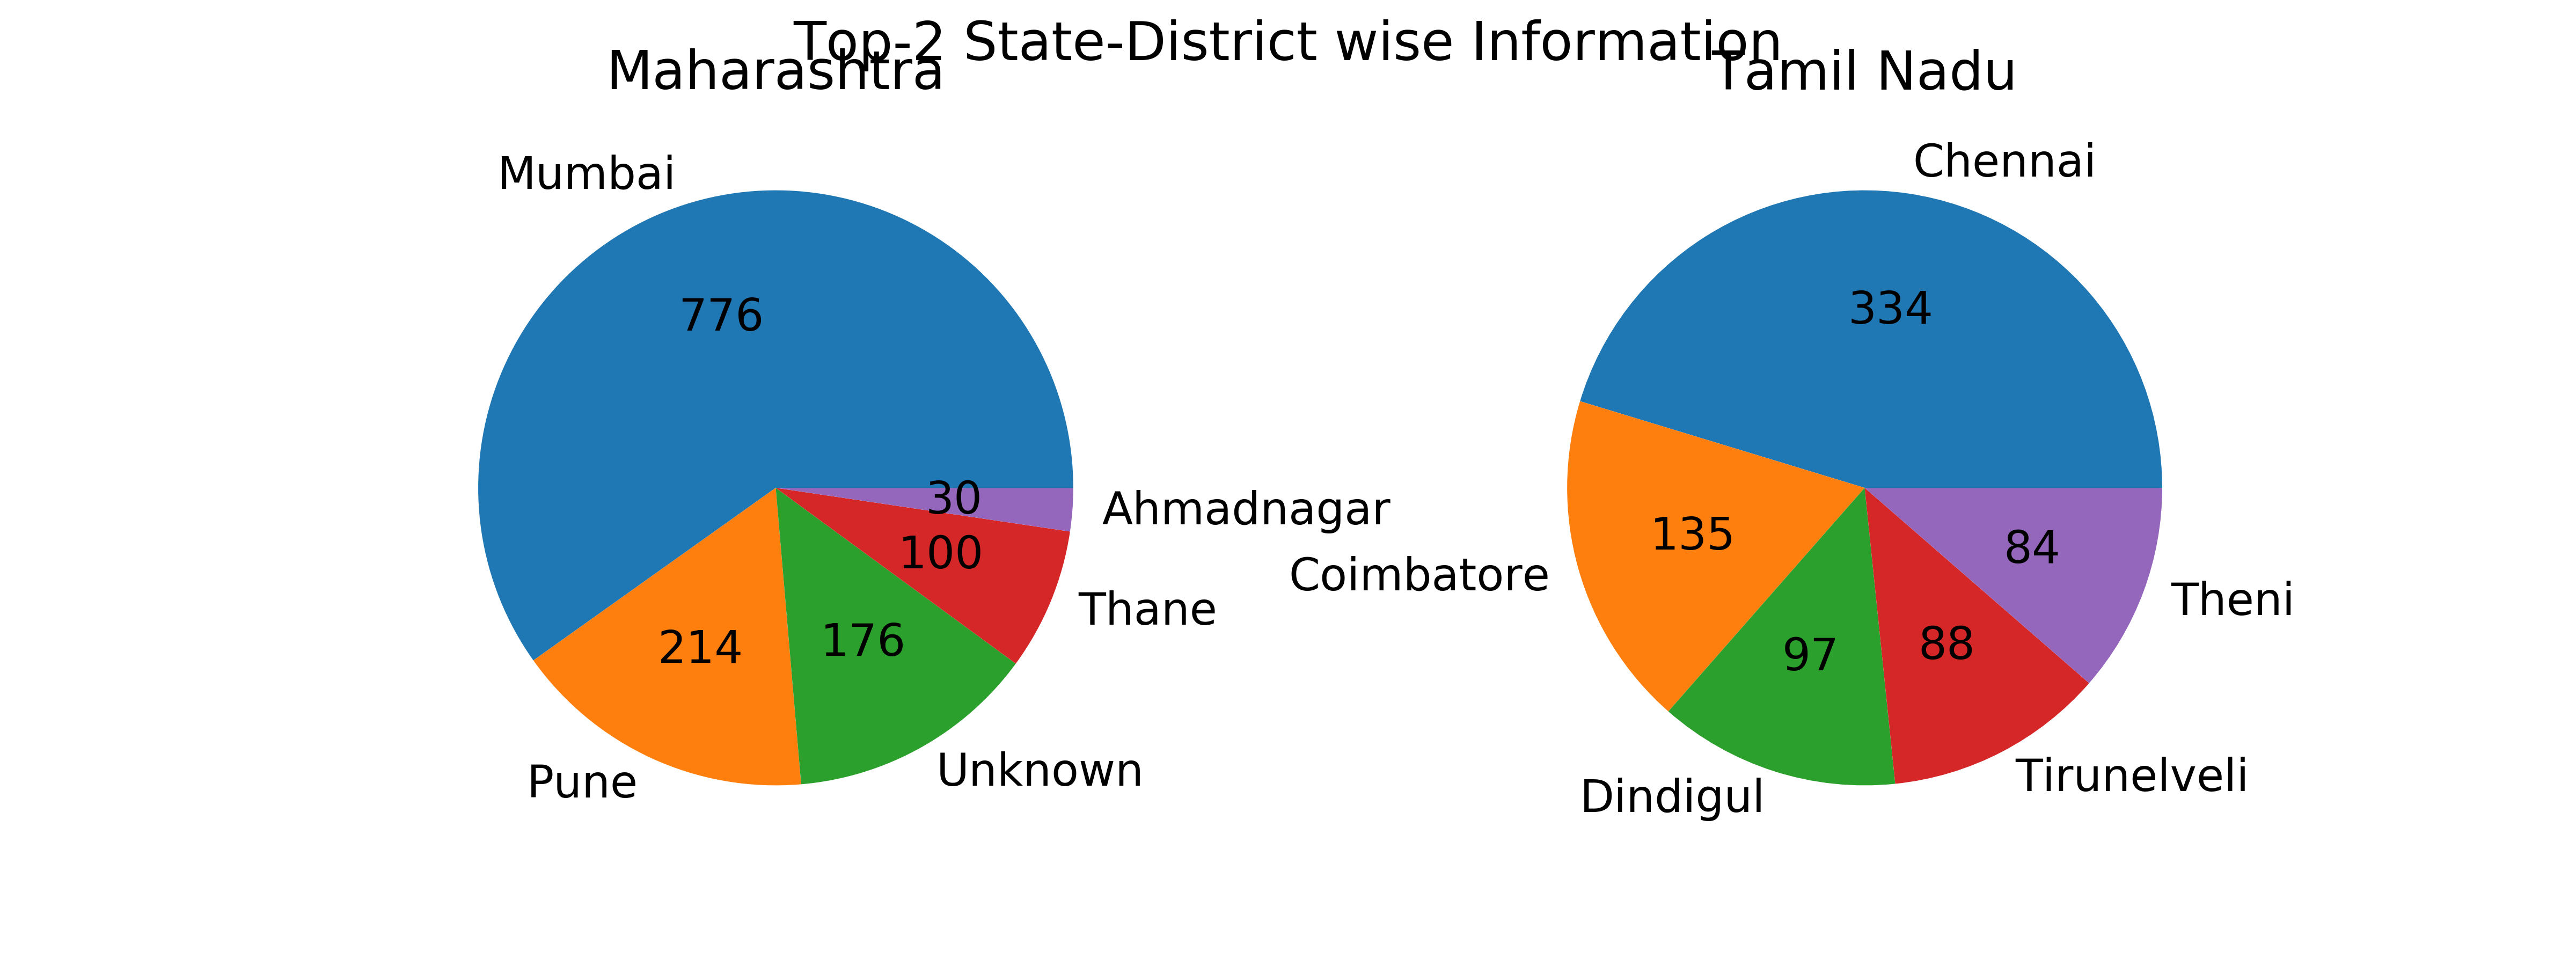 Top-2 State-District wise Information
Maharashtra
Mumbai
776
30
Ahmadnagar
100
Thane
214
176
Unknown
Pune
Tamil Nadu
Chennai
334
135
Coimbatore
84
Theni
97
88
Tirunelveli
Dindigul